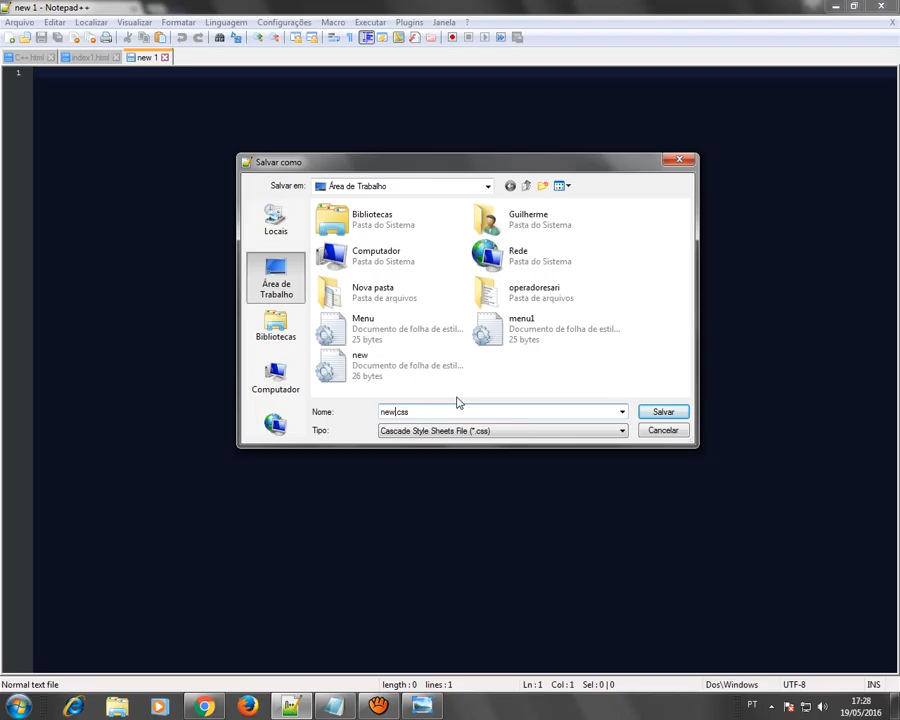 new 1 - Notepad++
Arquivo Editar Localizar Visualizar Formatar Linguagem Configurações Macro Executar Plugins Janela ?
C++.html index1.html new 1
1
Salvar como
Salvar em: Área de Trabalho
Locais
Área de
Trabalho
Bibliotecas
Computador
Bibliotecas
Pasta do Sistema
Guilherme
Pasta do Sistema
Computador
Pasta do Sistema
Rede
Pasta do Sistema
Nova pasta
Pasta de arquivos
operadoresari
Pasta de arquivos
Menu
Documento de folha de estil...
25 bytes
menu1
Documento de folha de estil...
25 bytes
new
Documento de folha de estil...
26 bytes
Nome: new.css Salvar
Tipo: Cascade Style Sheets File (*.css) Cancelar
Normal text file length : 0 lines : 1 Ln : 1 Col : 1 Sel : 0 | 0 Dos\Windows UTF-8 INS
PT 17:28
19/05/2016